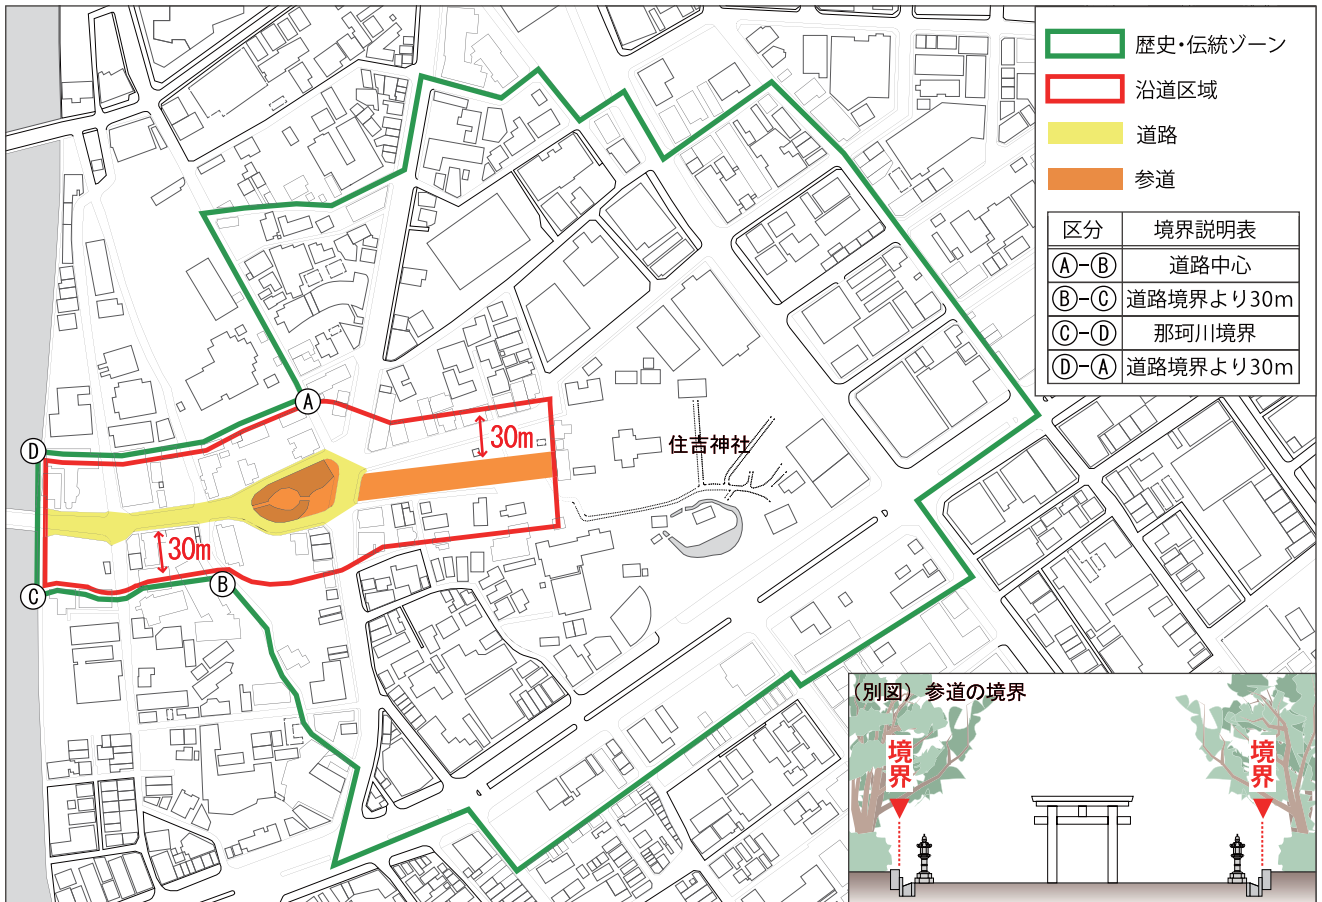 歴史・伝統ゾーン
沿道区域
道路
参道
区分 境界説明表
Ⓐ-Ⓑ 道路中心
Ⓑ-Ⓒ 道路境界より30m
Ⓒ-Ⓓ 那珂川境界
Ⓓ-Ⓐ 道路境界より30m
A
D
30m
住吉神社
30m
B
C
(別図) 参道の境界
境界
境界